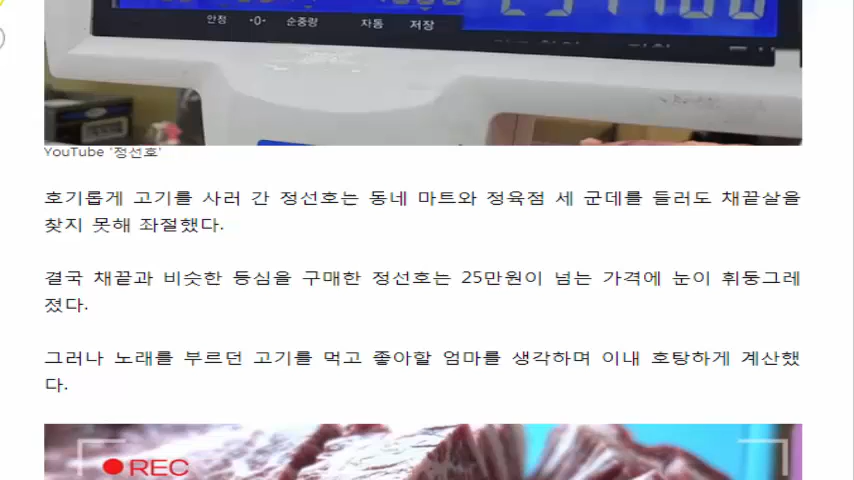 안정 -0- 순중량 자동 저장
YouTube '정선호'
호기롭게 고기를 사러 간 정선호는 동네 마트와 정육점 세 군데를 들러도 채끝살을
찾지 못해 좌절했다.
결국 채끝과 비슷한 등심을 구매한 정선호는 25만원이 넘는 가격에 눈이 휘둥그레
졌다.
그러나 노래를 부르던 고기를 먹고 좋아할 엄마를 생각하며 이내 호탕하게 계산했
다.
REC